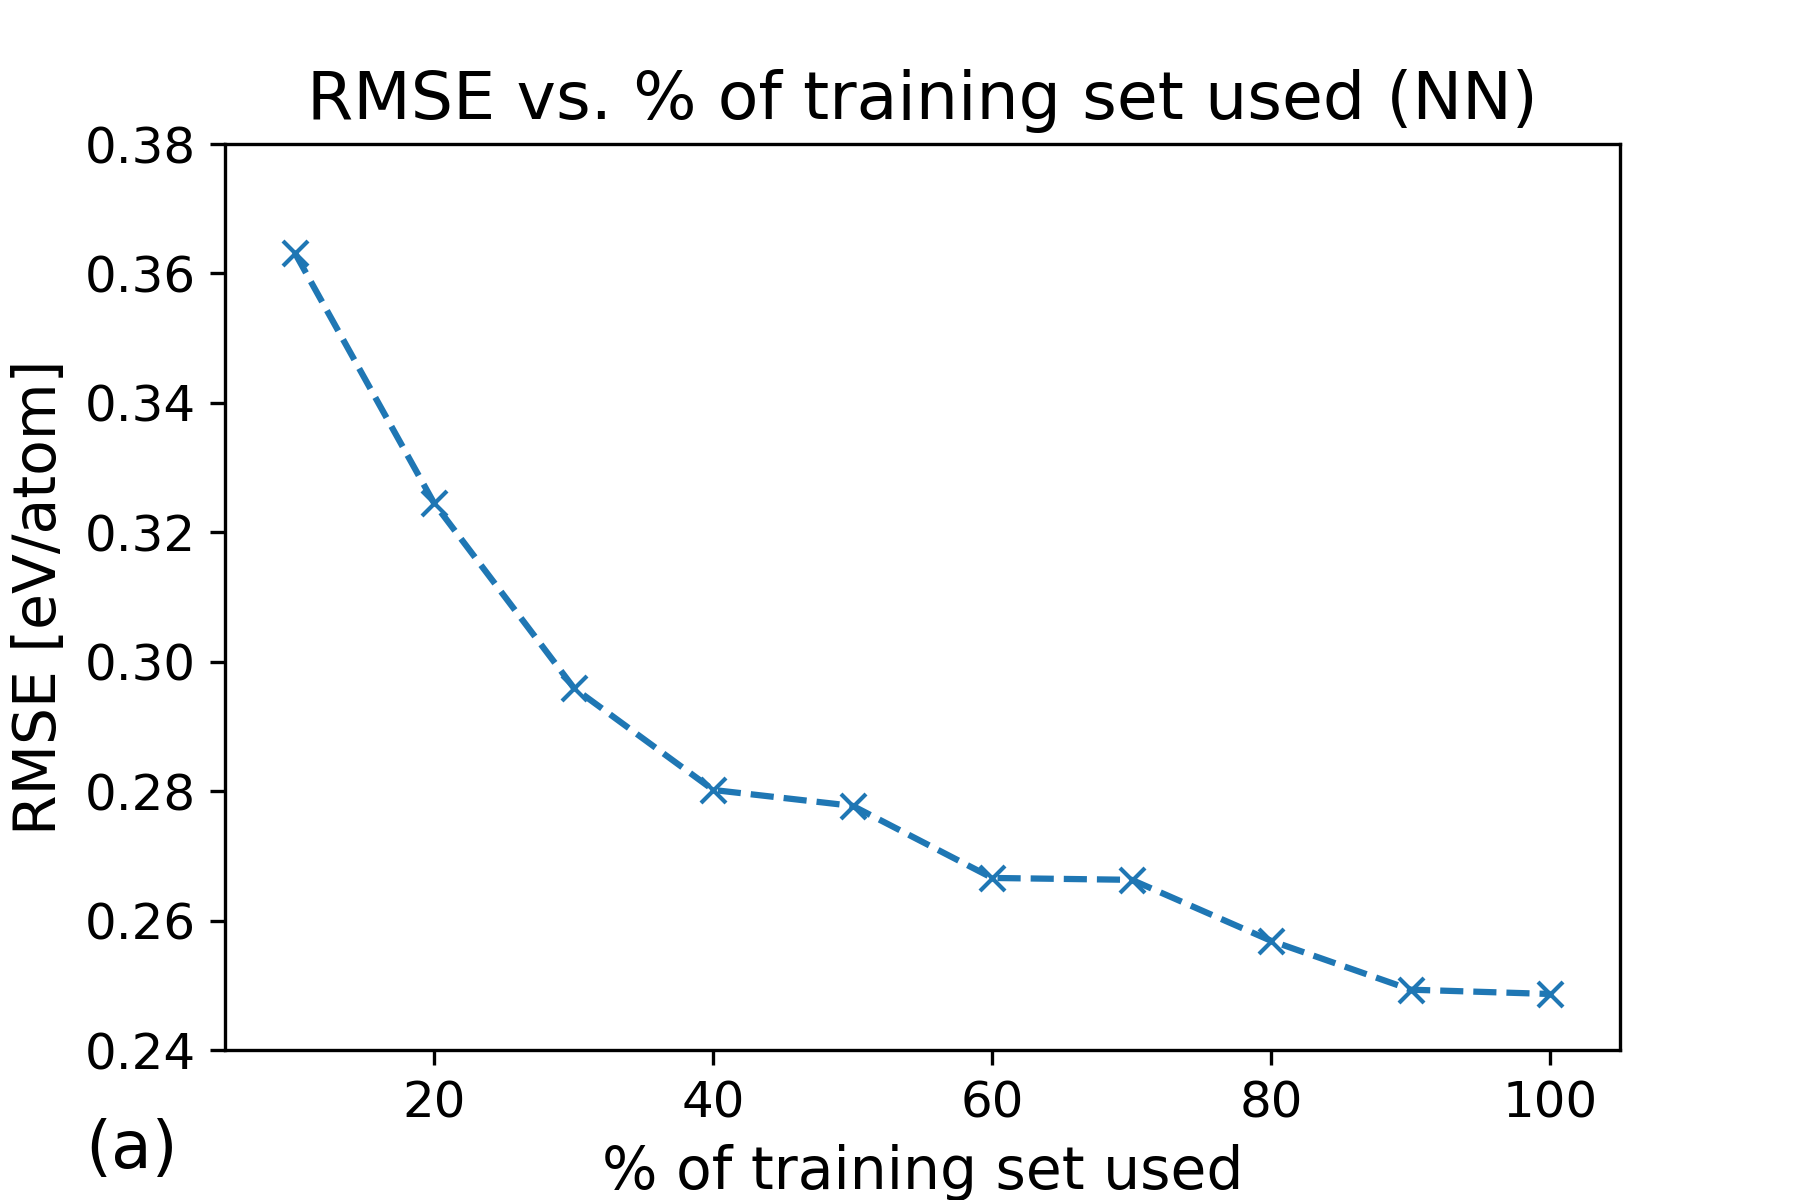 RMSE vs. % of training set used (NN)
0.38
0.36
0.34
0.32
0.30
0.28
0.26
0.24
RMSE [eV/atom]
20 40 60 80 100
% of training set used
(a)